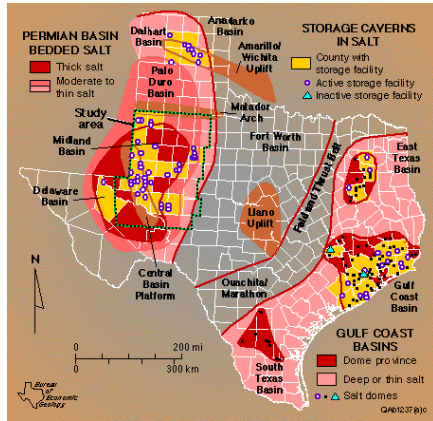 PERMIAN BASIN
BEDDED SALT
Thick salt
Moderate to
thin salt
Dalhart
Basin
Anadarko
Basin
Amarillo/
Wichita
Uplift
STORAGE CAVERNS
IN SALT
County with
storage facility
Active storage facility
Inactive storage facility
Palo
Duro
Basin
Matador
Arch
Study
area
Midland
Basin
Fort Worth
Basin
East
Texas
Basin
Fold and Thrust Belt
Delaware
Basin
Llano
Uplift
N
Central
Basin
Platform
Ouachita/
Marathon
Gulf
Coast
Basin
0 200 mi
0 300 km
South
Texas
Basin
GULF COAST
BASINS
Dome province
Deep or thin salt
Salt domes
Bureau
of
Economic
Geology
QAb1237(a)c